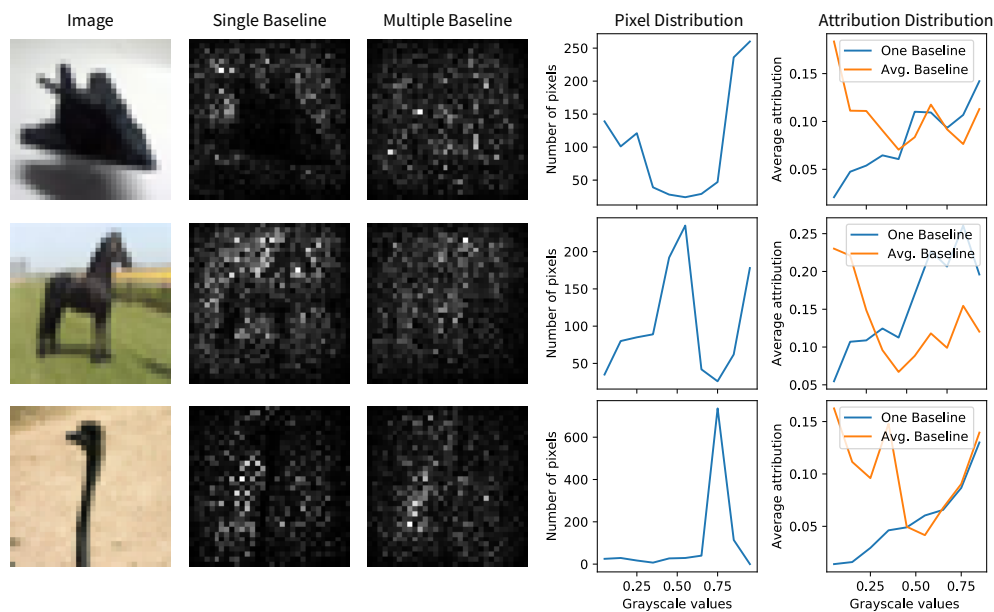 Image Single Baseline Multiple Baseline Pixel Distribution Attribution Distribution
250
200
150
100
50
Number of pixels
0.15
0.10
0.05
Average attribution
One Baseline
Avg. Baseline
200
150
100
50
Number of pixels
0.25
0.20
0.15
0.10
0.05
Average attribution
One Baseline
Avg. Baseline
600
400
200
0
Number of pixels
0.25 0.50 0.75
Grayscale values
0.15
0.10
0.05
Average attribution
One Baseline
Avg. Baseline
0.25 0.50 0.75
Grayscale values